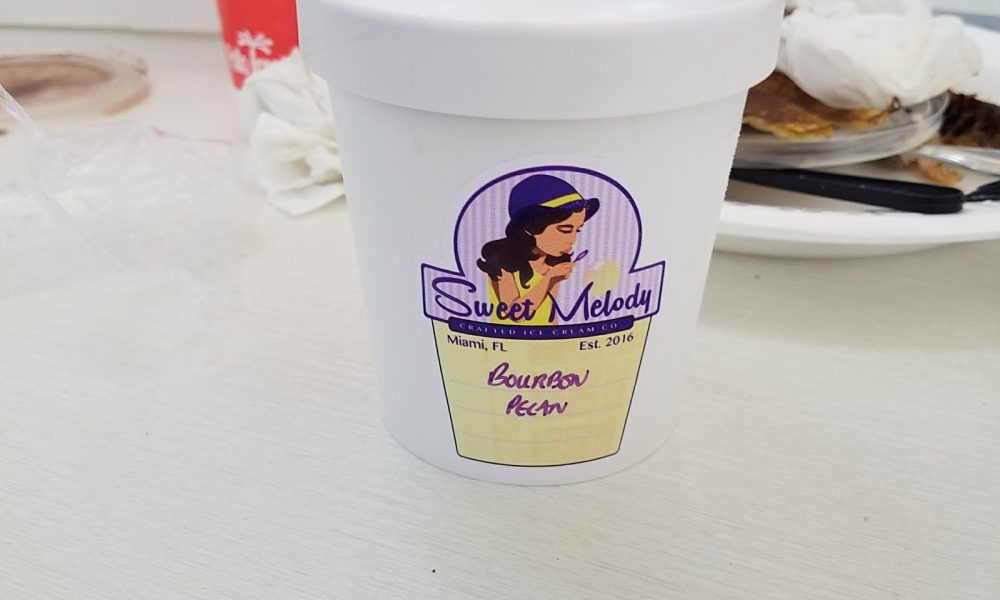 Sweet Melody
CRAFTED ICE CREAM CO
Miami, FL Est. 2016
BOURBON
PECAN